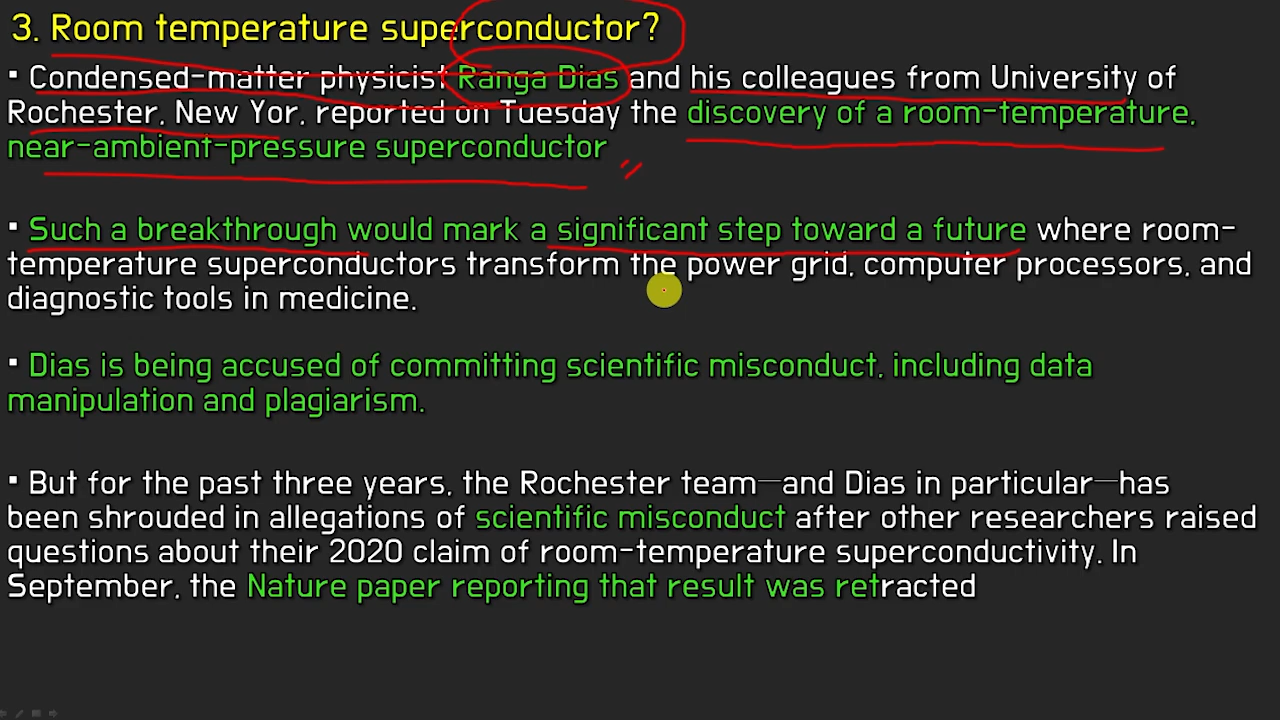 3. Room temperature superconductor?
▪ Condensed-matter physicist Ranga Dias and his colleagues from University of
Rochester, New Yor, reported on Tuesday the discovery of a room-temperature,
near-ambient-pressure superconductor
▪ Such a breakthrough would mark a significant step toward a future where room-
temperature superconductors transform the power grid, computer processors, and
diagnostic tools in medicine.
▪ Dias is being accused of committing scientific misconduct, including data
manipulation and plagiarism.
▪ But for the past three years, the Rochester team—and Dias in particular—has
been shrouded in allegations of scientific misconduct after other researchers raised
questions about their 2020 claim of room-temperature superconductivity. In
September, the Nature paper reporting that result was retracted